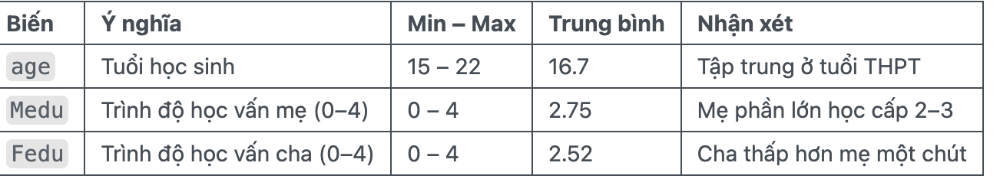 Biến Ý nghĩa Min – Max Trung bình Nhận xét
age Tuổi học sinh 15 – 22 16.7 Tập trung ở tuổi THPT
Medu Trình độ học vấn mẹ (0–4) 0 – 4 2.75 Mẹ phần lớn học cấp 2–3
Fedu Trình độ học vấn cha (0–4) 0 – 4 2.52 Cha thấp hơn mẹ một chút